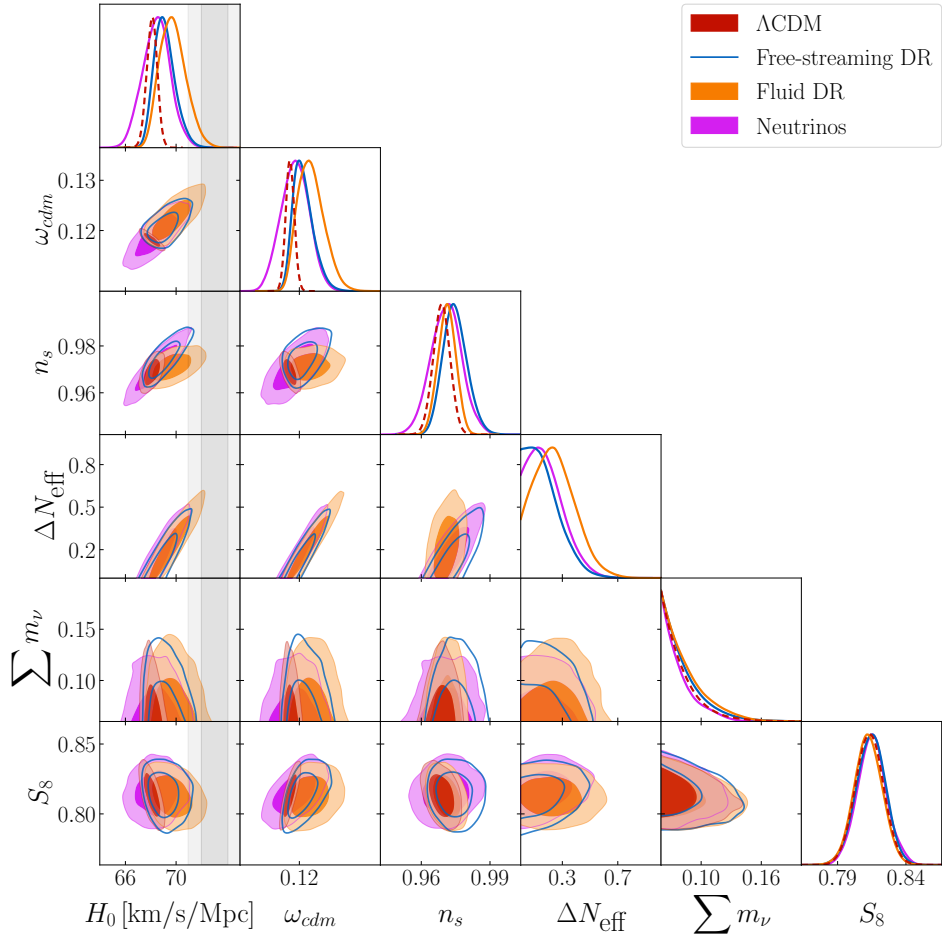 ΛCDM
Free-streaming DR
Fluid DR
Neutrinos
0.13
0.12
ω_cdm
0.98
0.96
n_s
0.8
0.5
0.2
ΔN_eff
0.15
0.10
∑ m_ν
0.85
0.80
S_8
66 70 0.12 0.96 0.99 0.3 0.7 0.10 0.16 0.79 0.84
H_0 [km/s/Mpc] ω_cdm n_s ΔN_eff ∑ m_ν S_8